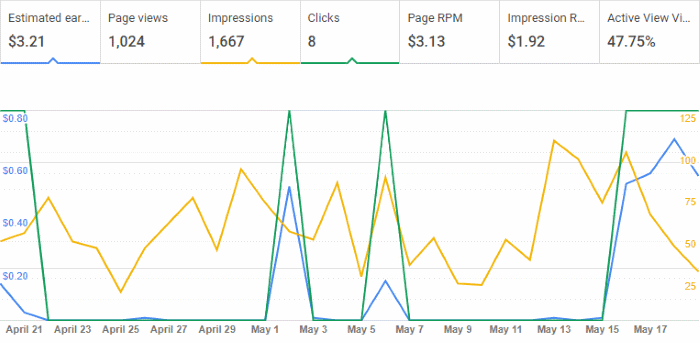 Estimated ear... Page views Impressions Clicks Page RPM Impression R... Active View Vi...
$3.21 1,024 1,667 8 $3.13 $1.92 47.75%
$0.80 125
$0.60 100
75
$0.40 50
$0.20 25
April 21 April 23 April 25 April 27 April 29 May 1 May 3 May 5 May 7 May 9 May 11 May 13 May 15 May 17